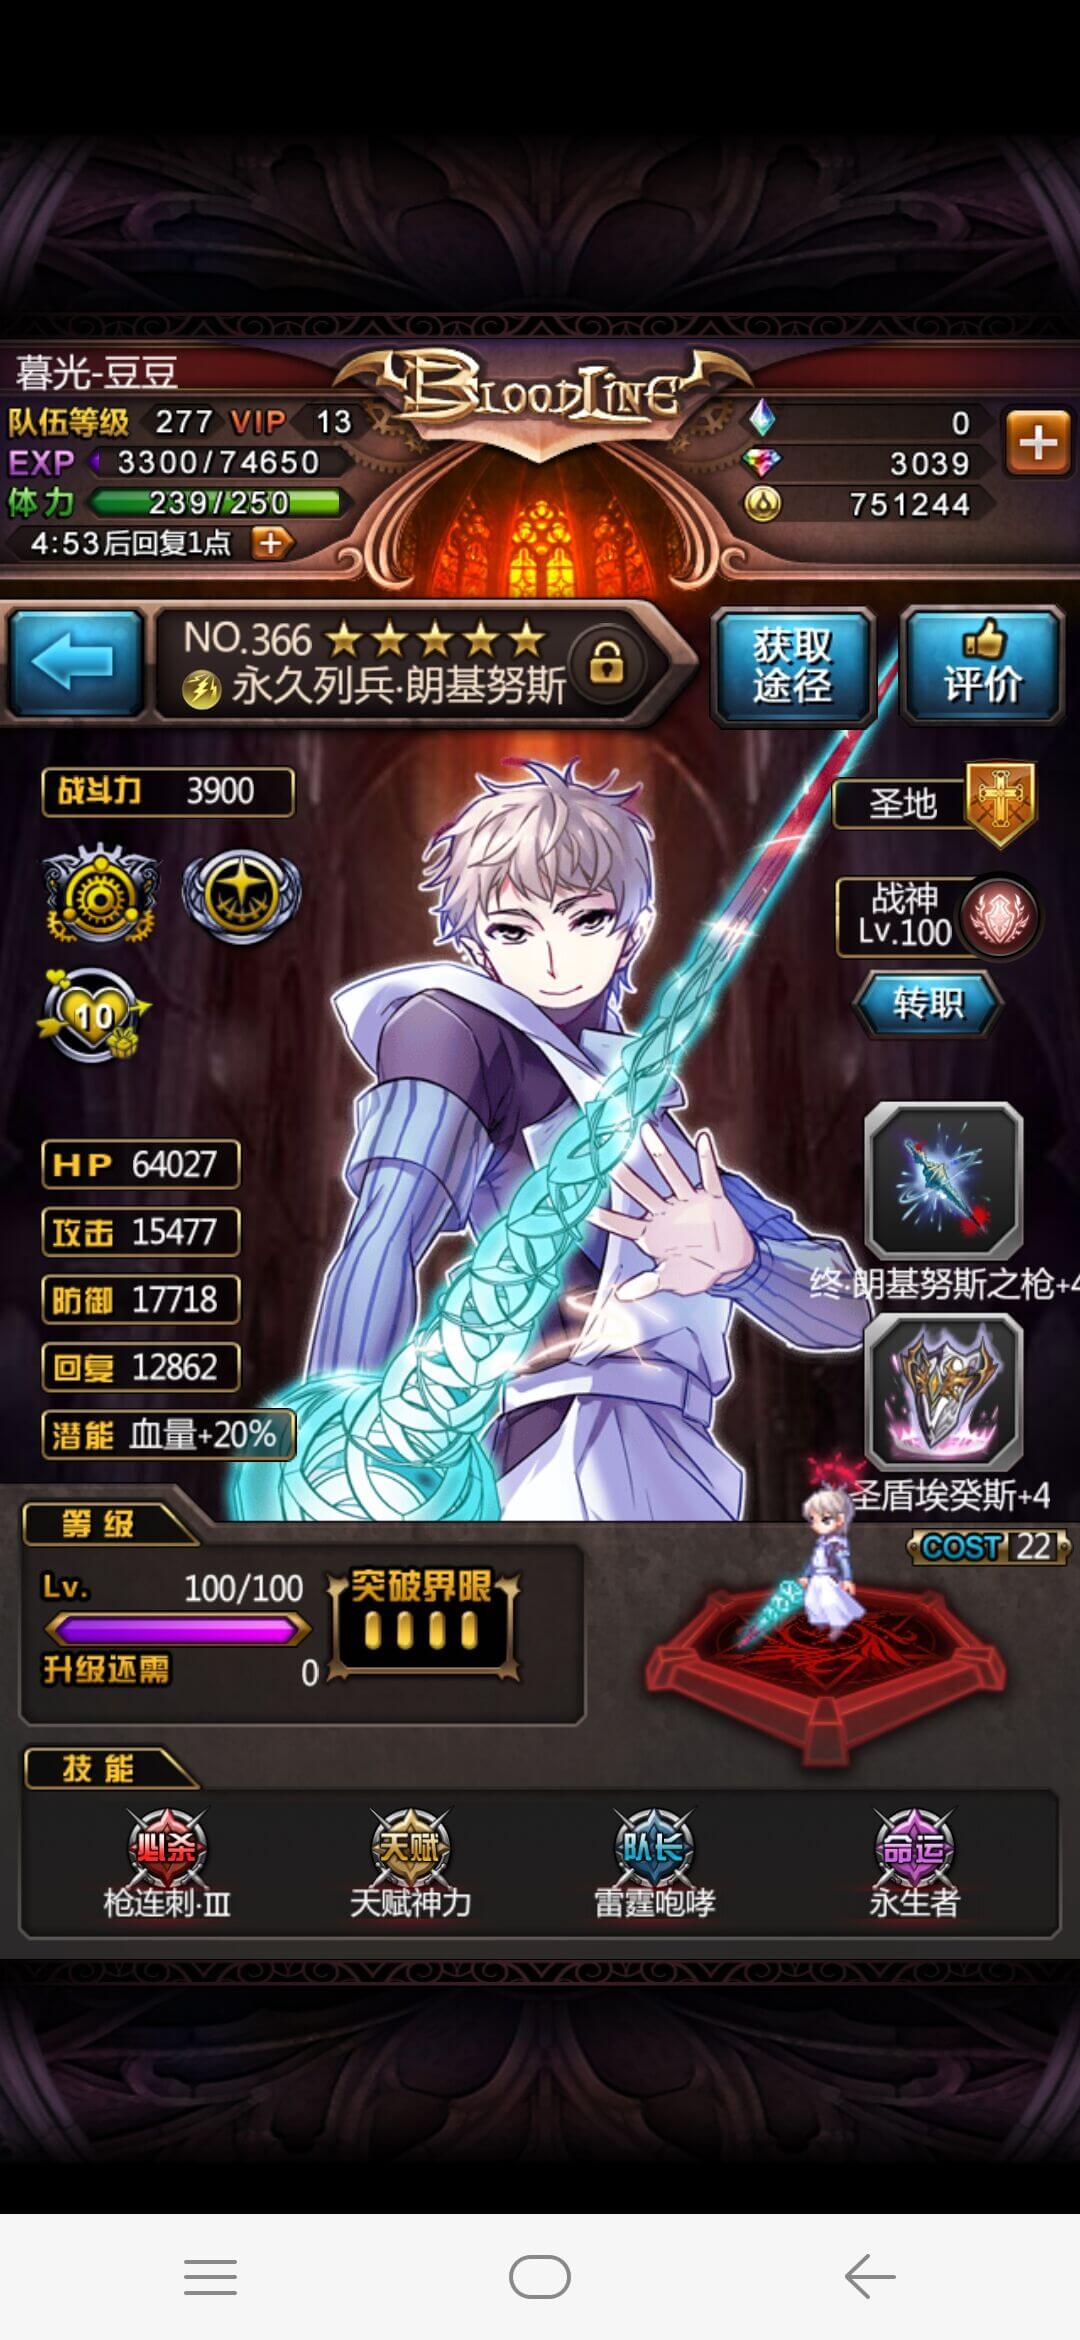 暮光-豆豆
BLOODLINE
队伍等级 277 VIP 13
0
EXP 3300/74650
3039
体力 239/250
751244
4:53后回复1点
NO.366
永久列兵·朗基努斯
获取
途径
评价
战斗力 3900
圣地
战神
Lv.100
10
转职
HP 64027
攻击 15477
防御 17718
终·朗基努斯之枪+4
回复 12862
潜能 血量+20%
圣盾埃癸斯+4
等级
COST 22
Lv. 100/100
突破界限
升级还需 0
技能
必杀 天赋 队长 命运
枪连刺·Ⅲ 天赋神力 雷霆咆哮 永生者